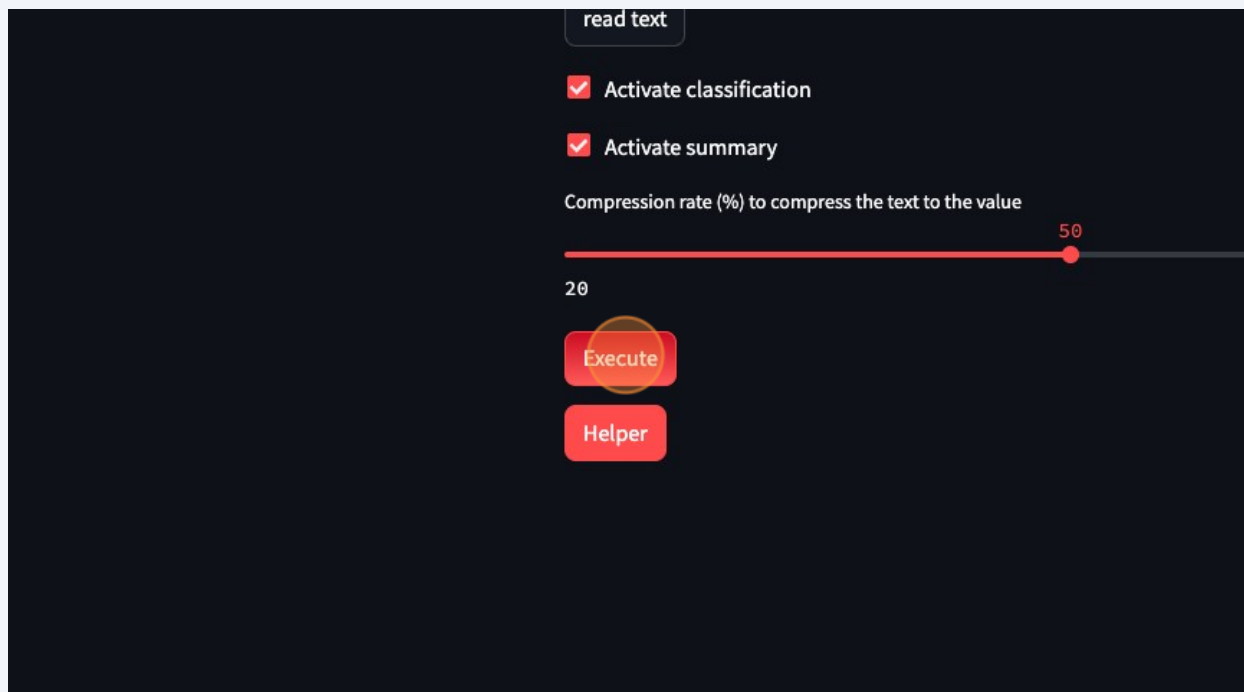 read text
Activate classification
Activate summary
Compression rate (%) to compress the text to the value
50
20
Execute
Helper